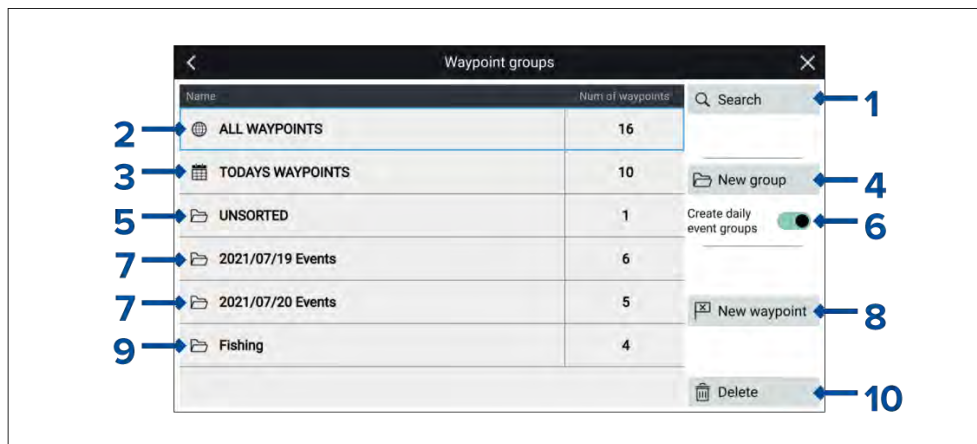 Waypoint groups
Name Num of waypoints
Search 1
2 ALL WAYPOINTS 16
3 TODAYS WAYPOINTS 10
New group 4
5 UNSORTED 1
Create daily
event groups 6
7 2021/07/19 Events 6
7 2021/07/20 Events 5
New waypoint 8
9 Fishing 4
Delete 10